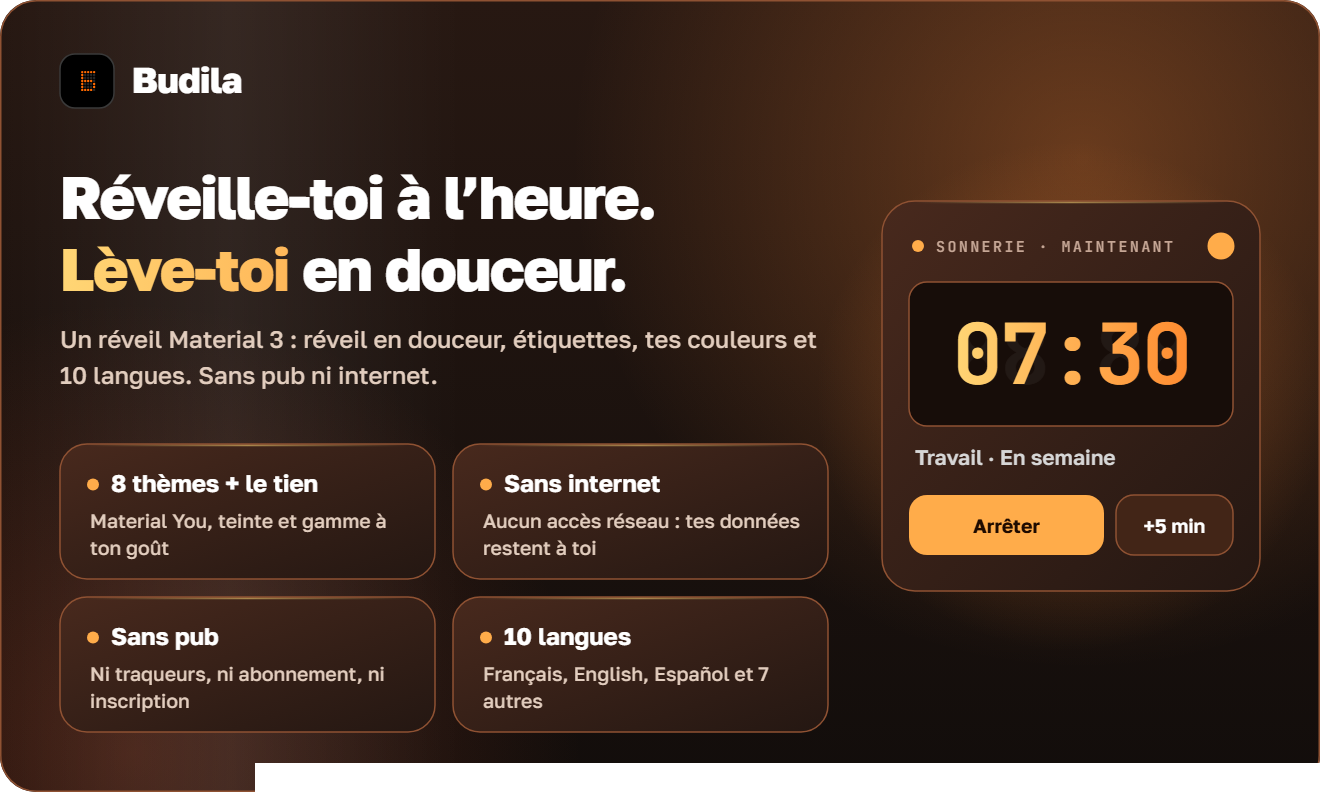 Budila
Réveille-toi à l’heure.
Lève-toi en douceur.
Un réveil Material 3 : réveil en douceur, étiquettes, tes couleurs et
10 langues. Sans pub ni internet.
8 thèmes + le tien
Material You, teinte et gamme à
ton goût
Sans internet
Aucun accès réseau : tes données
restent à toi
Sans pub
Ni traqueurs, ni abonnement, ni
inscription
10 langues
Français, English, Español et 7
autres
SONNERIE · MAINTENANT
07:30
Travail · En semaine
Arrêter
+5 min